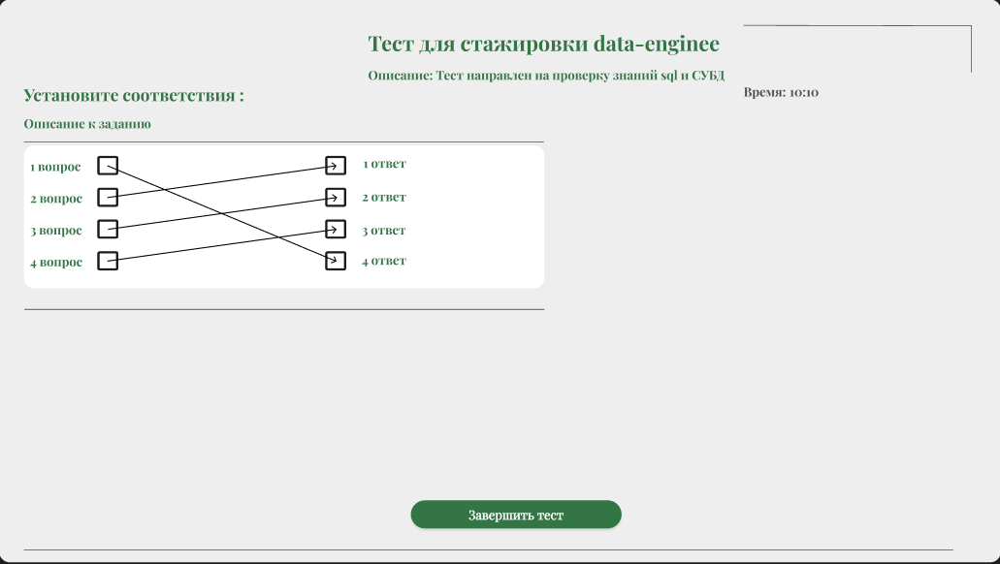 Тест для стажировки data-enginee
Описание: Тест направлен на проверку знаний sql и СУБД
Время: 10:10
Установите соответствия :
Описание к заданию
1 вопрос 1 ответ
2 вопрос 2 ответ
3 вопрос 3 ответ
4 вопрос 4 ответ
Завершить тест